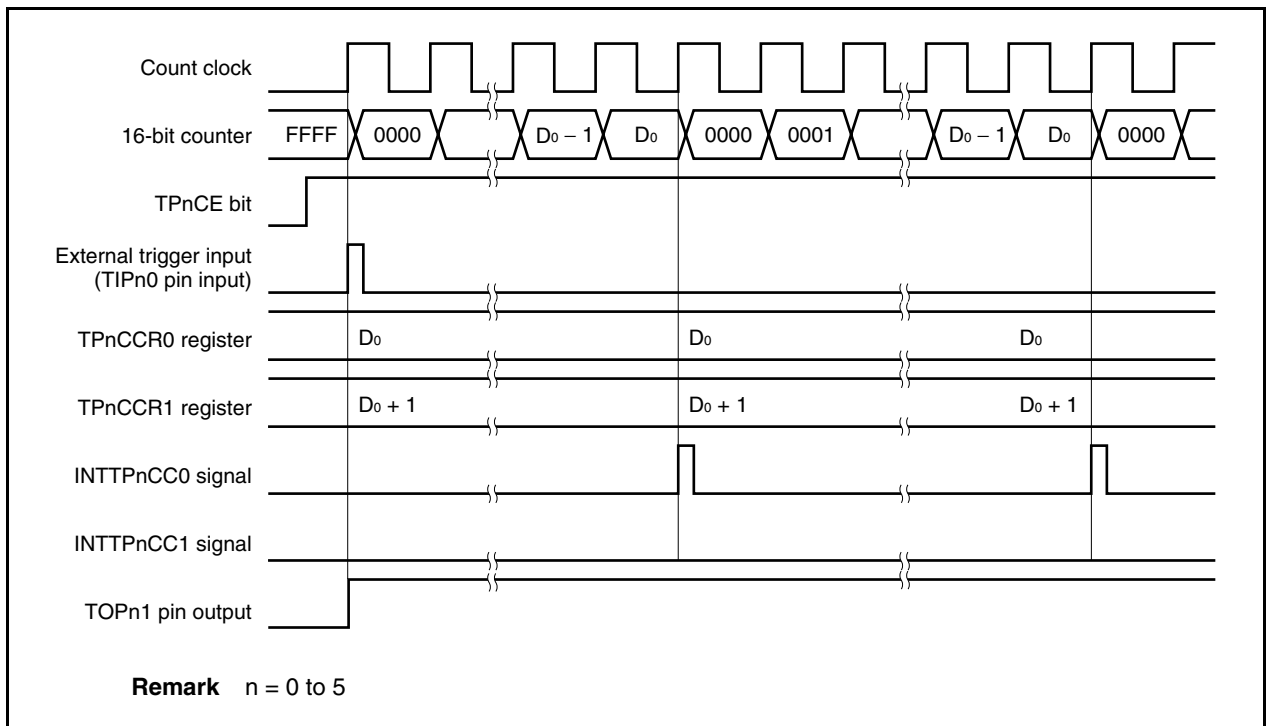 Count clock
16-bit counter FFFF 0000 D0 – 1 D0 0000 0001 D0 – 1 D0 0000
TPnCE bit
External trigger input
(TIPn0 pin input)
TPnCCR0 register D0 D0 D0
TPnCCR1 register D0 + 1 D0 + 1 D0 + 1
INTTPnCC0 signal
INTTPnCC1 signal
TOPn1 pin output
Remark n = 0 to 5